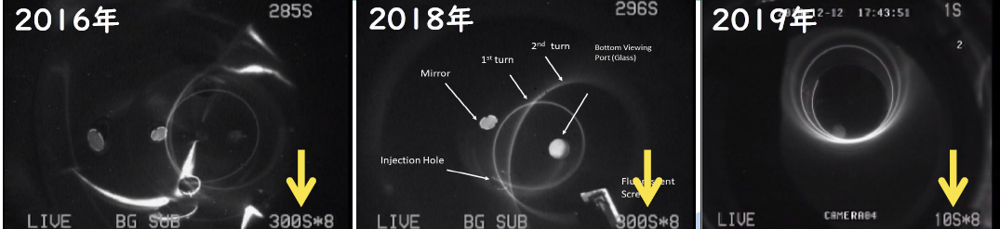 2016年
285S
LIVE BG SUB 300S*8
2018年
296S
2nd turn
1st turn
Bottom Viewing
Port (Glass)
Mirror
Injection Hole
LIVE BG SUB 300S*8
2019年
12-12 17:43:51 1S
2
LIVE CAMERA04 10S*8